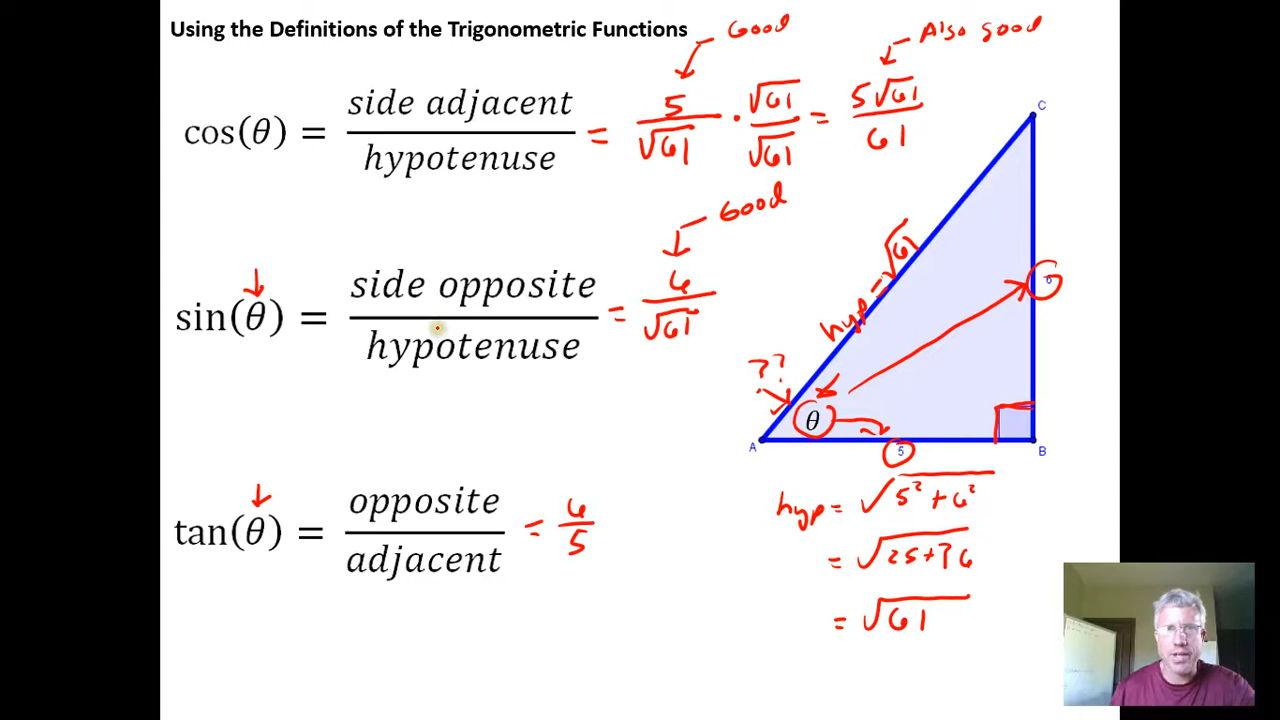 Using the Definitions of the Trigonometric Functions
Good
Also good
cos(θ) = side adjacent / hypotenuse = 5/√61 · √61/√61 = 5√61/61
Good
sin(θ) = side opposite / hypotenuse = 6/√61
tan(θ) = opposite / adjacent = 6/5
C
hyp = √61
6
??
θ
A
5
B
hyp = √5² + 6²
= √25+36
= √61